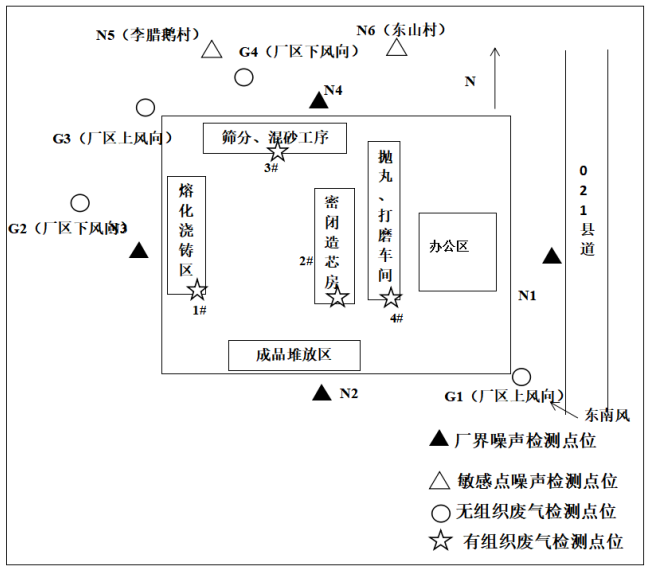 N5（李腊鹅村）
N6（东山村）
G4（厂区下风向）
N
N4
G3（厂区上风向）
筛分、混砂工序
3#
021县道
抛丸、打磨车间
熔化浇铸区
密闭造芯房
G2（厂区下风向）
N3
办公区
2#
1#
4#
N1
成品堆放区
N2
G1（厂区上风向）
东南风
厂界噪声检测点位
敏感点噪声检测点位
无组织废气检测点位
有组织废气检测点位